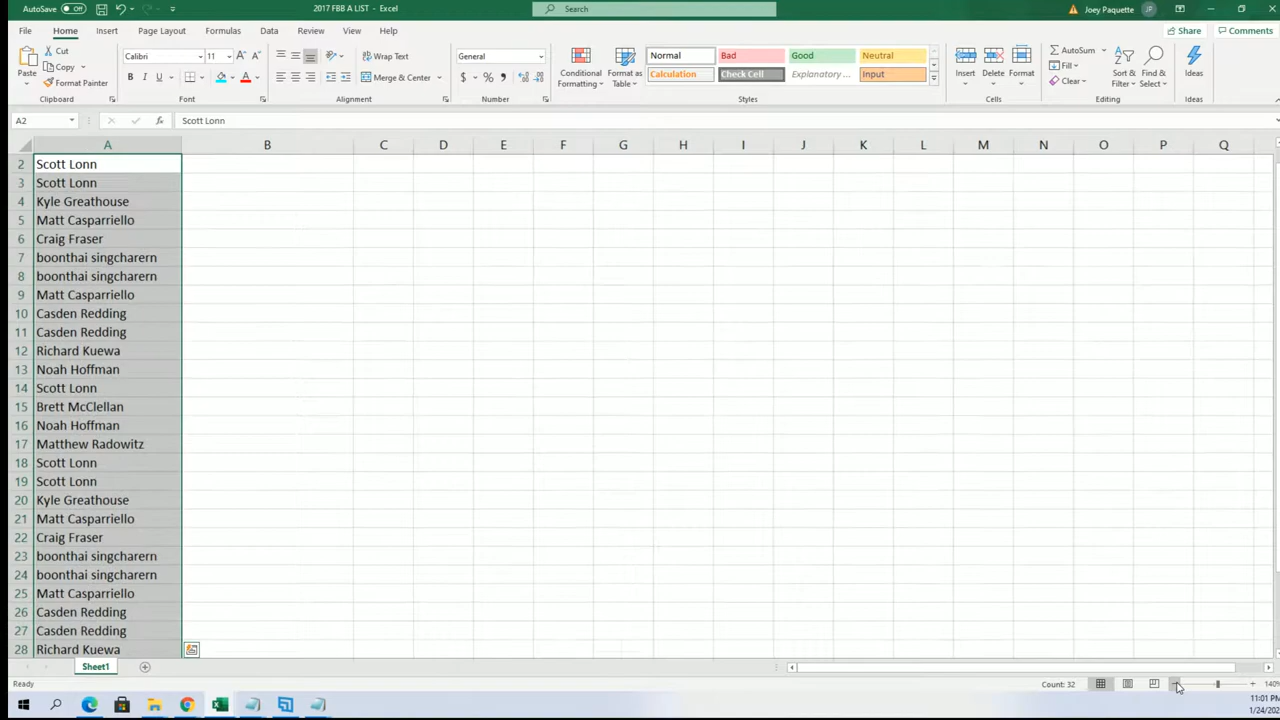 AutoSave Off 2017 FBB A LIST - Excel Search Joey Paquette JP
File Home Insert Page Layout Formulas Data Review View Help Share Comments
Paste Cut Copy Format Painter Clipboard
Calibri 11 B I U A A A Font
Wrap Text Merge & Center Alignment
General $ % Number
Conditional Formatting Format as Table
Normal Bad Good Neutral
Calculation Check Cell Explanatory ... Input
Styles
Insert Delete Format Cells
AutoSum Fill Clear Sort & Filter Find & Select Editing
Ideas Ideas
A2 fx Scott Lonn
A B C D E F G H I J K L M N O P Q
2 Scott Lonn
3 Scott Lonn
4 Kyle Greathouse
5 Matt Casparriello
6 Craig Fraser
7 boonthai singcharern
8 boonthai singcharern
9 Matt Casparriello
10 Casden Redding
11 Casden Redding
12 Richard Kuewa
13 Noah Hoffman
14 Scott Lonn
15 Brett McClellan
16 Noah Hoffman
17 Matthew Radowitz
18 Scott Lonn
19 Scott Lonn
20 Kyle Greathouse
21 Matt Casparriello
22 Craig Fraser
23 boonthai singcharern
24 boonthai singcharern
25 Matt Casparriello
26 Casden Redding
27 Casden Redding
28 Richard Kuewa
Sheet1
Ready Count: 32 140%
11:01 PM
1/24/202